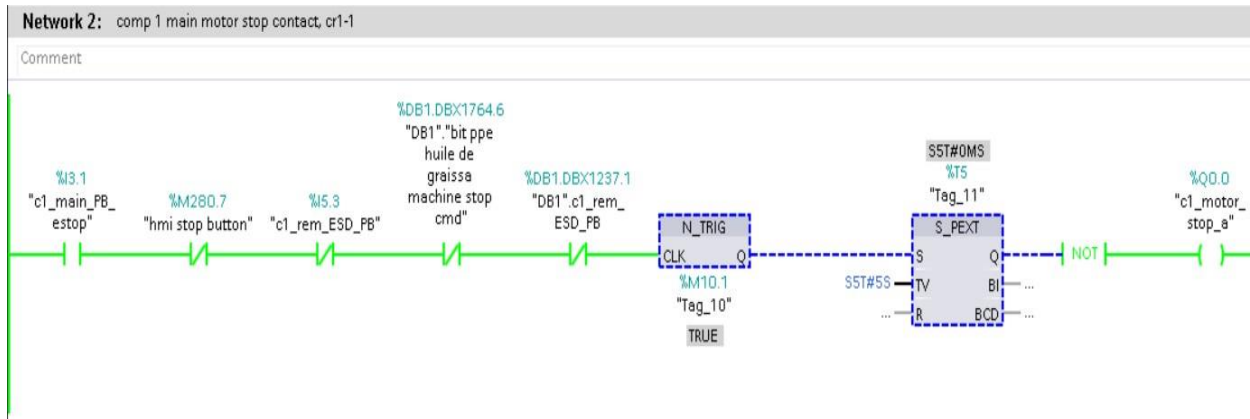 Network 2: comp 1 main motor stop contact, cr1-1
Comment
%I3.1
"c1_main_PB_
estop"
%M280.7
"hmi stop button"
%I5.3
"c1_rem_ESD_PB"
%DB1.DBX1764.6
"DB1"."bit ppe
huile de
graissa
machine stop
cmd"
%DB1.DBX1237.1
"DB1".c1_rem_
ESD_PB
N_TRIG
CLK Q
%M10.1
"Tag_10"
TRUE
S5T#0MS
%T5
"Tag_11"
S_PEXT
S Q
S5T#5S TV BI ...
... R BCD ...
NOT
%Q0.0
"c1_motor_
stop_a"